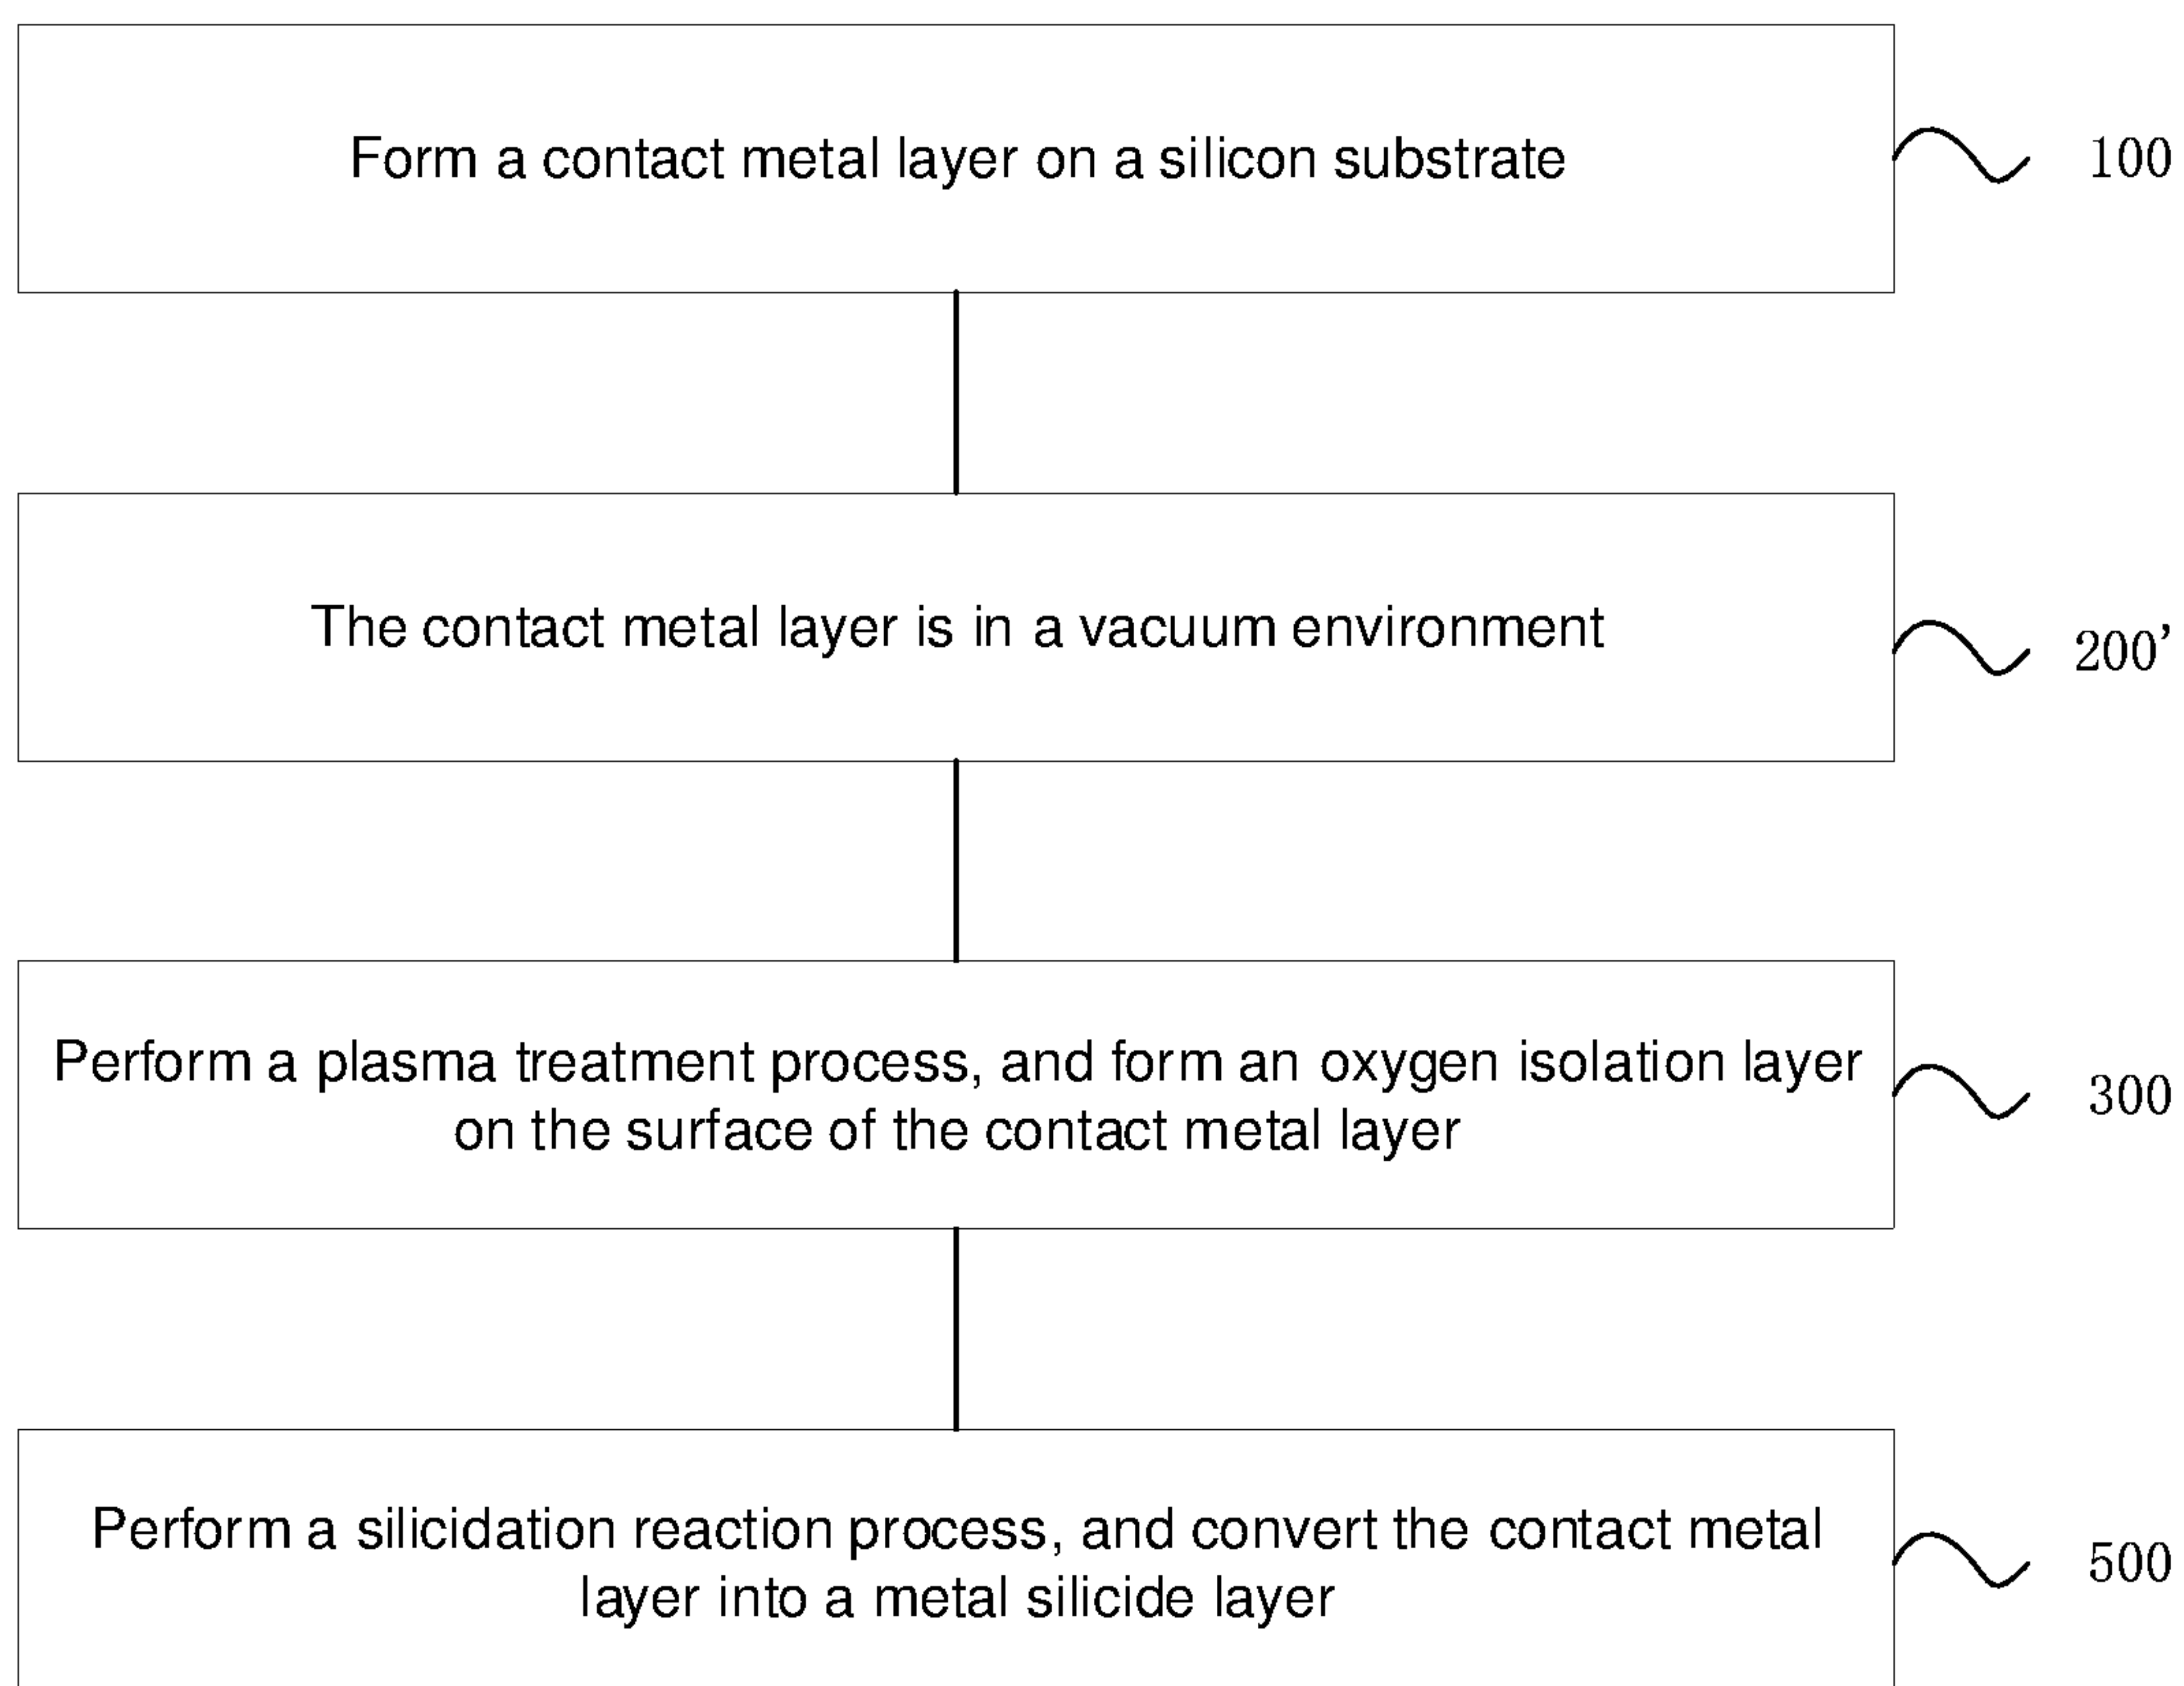 Form a contact metal layer on a silicon substrate
100
The contact metal layer is in a vacuum environment
200’
Perform a plasma treatment process, and form an oxygen isolation layer
on the surface of the contact metal layer
300
Perform a silicidation reaction process, and convert the contact metal
layer into a metal silicide layer
500